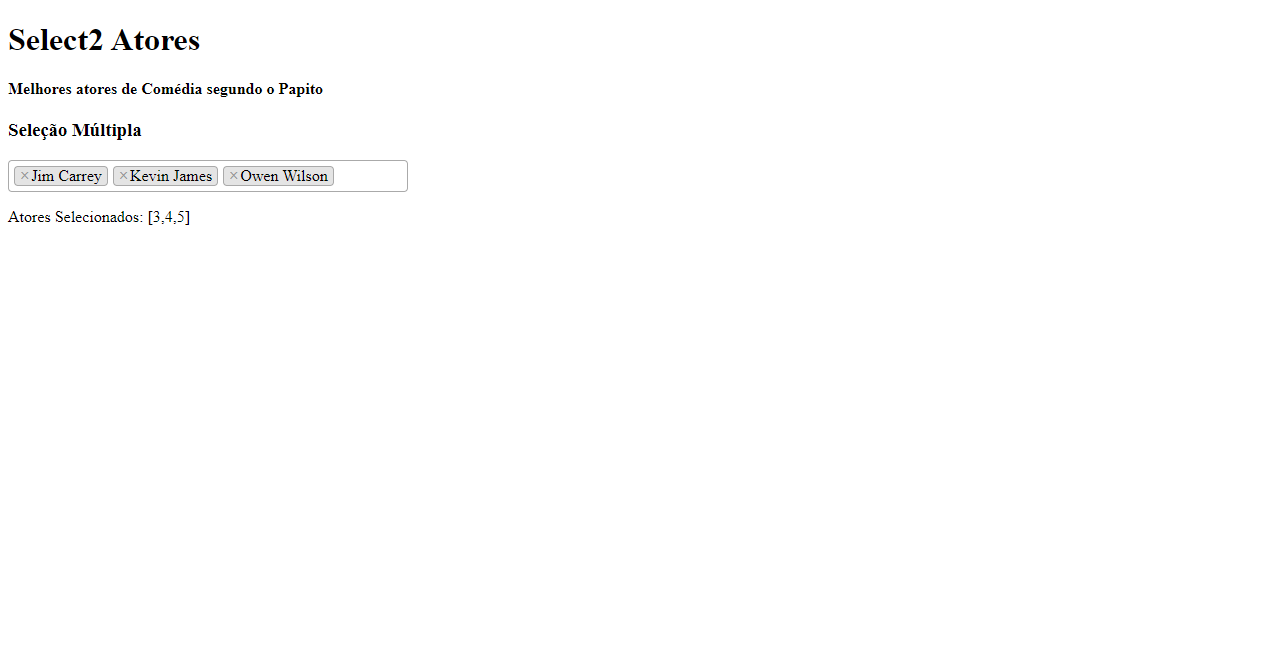 Select2 Atores
Melhores atores de Comédia segundo o Papito
Seleção Múltipla
×Jim Carrey ×Kevin James ×Owen Wilson
Atores Selecionados: [3,4,5]